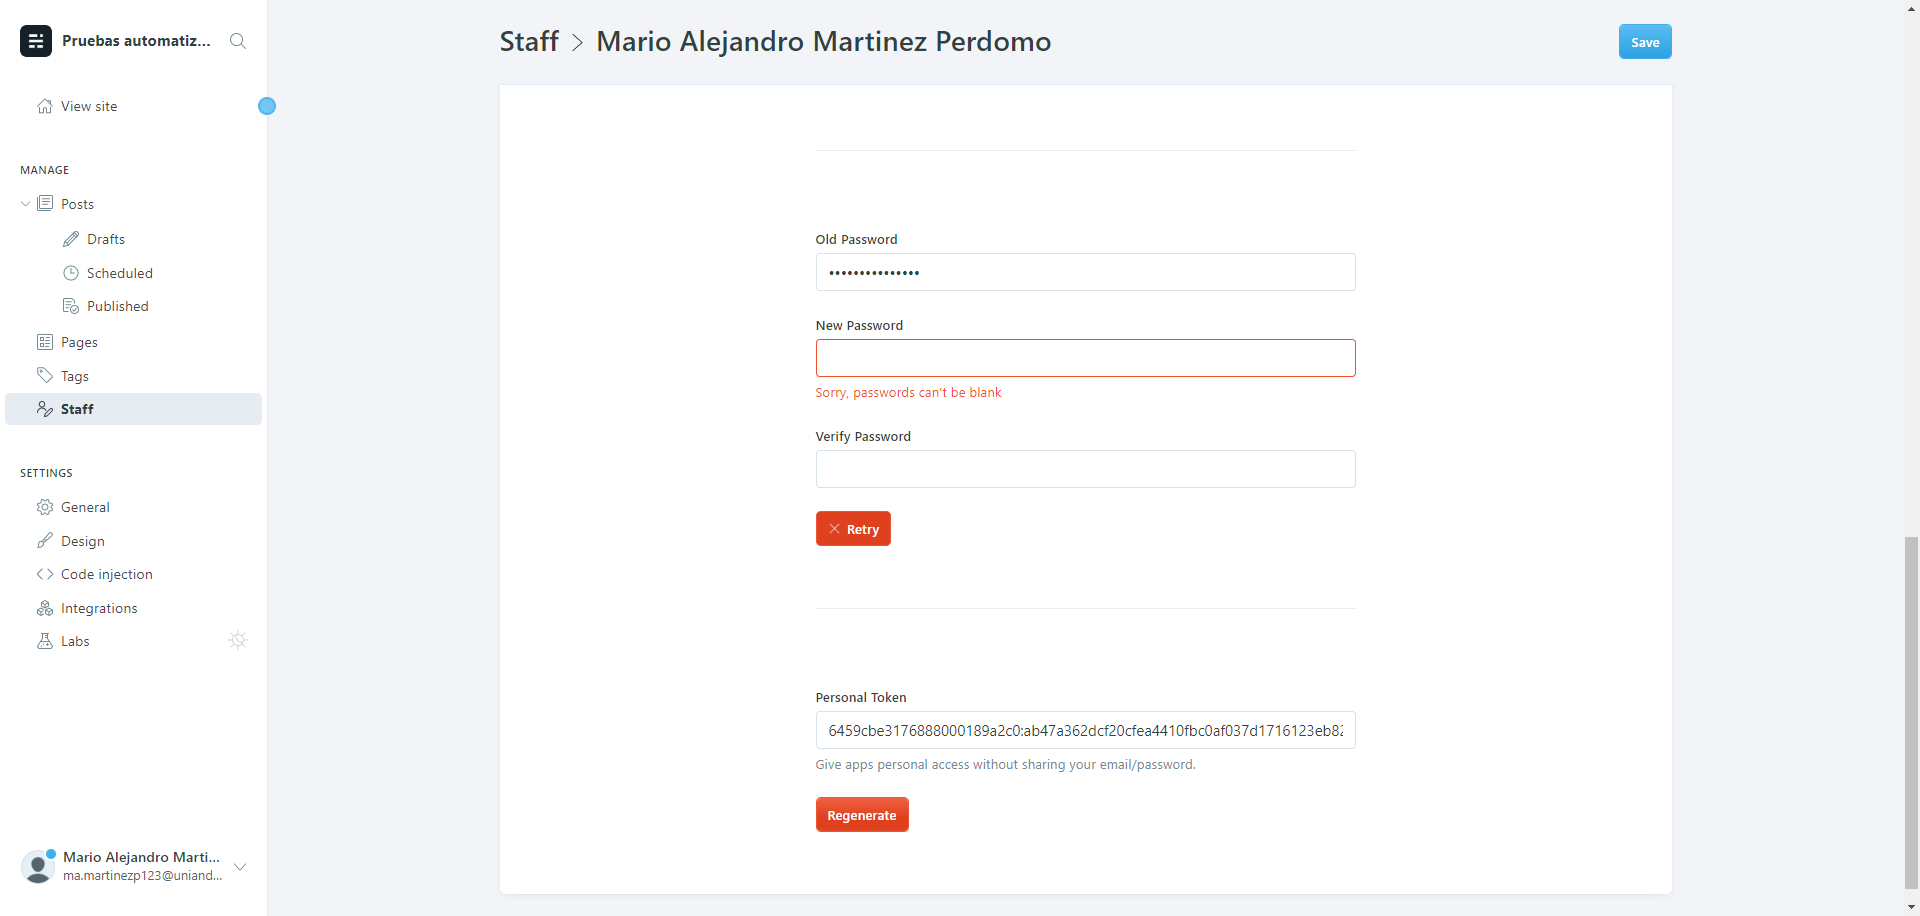 Pruebas automatiz...
View site
MANAGE
Posts
Drafts
Scheduled
Published
Pages
Tags
Staff
SETTINGS
General
Design
Code injection
Integrations
Labs
Mario Alejandro Marti...
ma.martinezp123@uniand...
Staff > Mario Alejandro Martinez Perdomo
Save
Old Password
•••••••••••••••
New Password
Sorry, passwords can't be blank
Verify Password
Retry
Personal Token
6459cbe3176888000189a2c0:ab47a362dcf20cfea4410fbc0af037d1716123eb82
Give apps personal access without sharing your email/password.
Regenerate